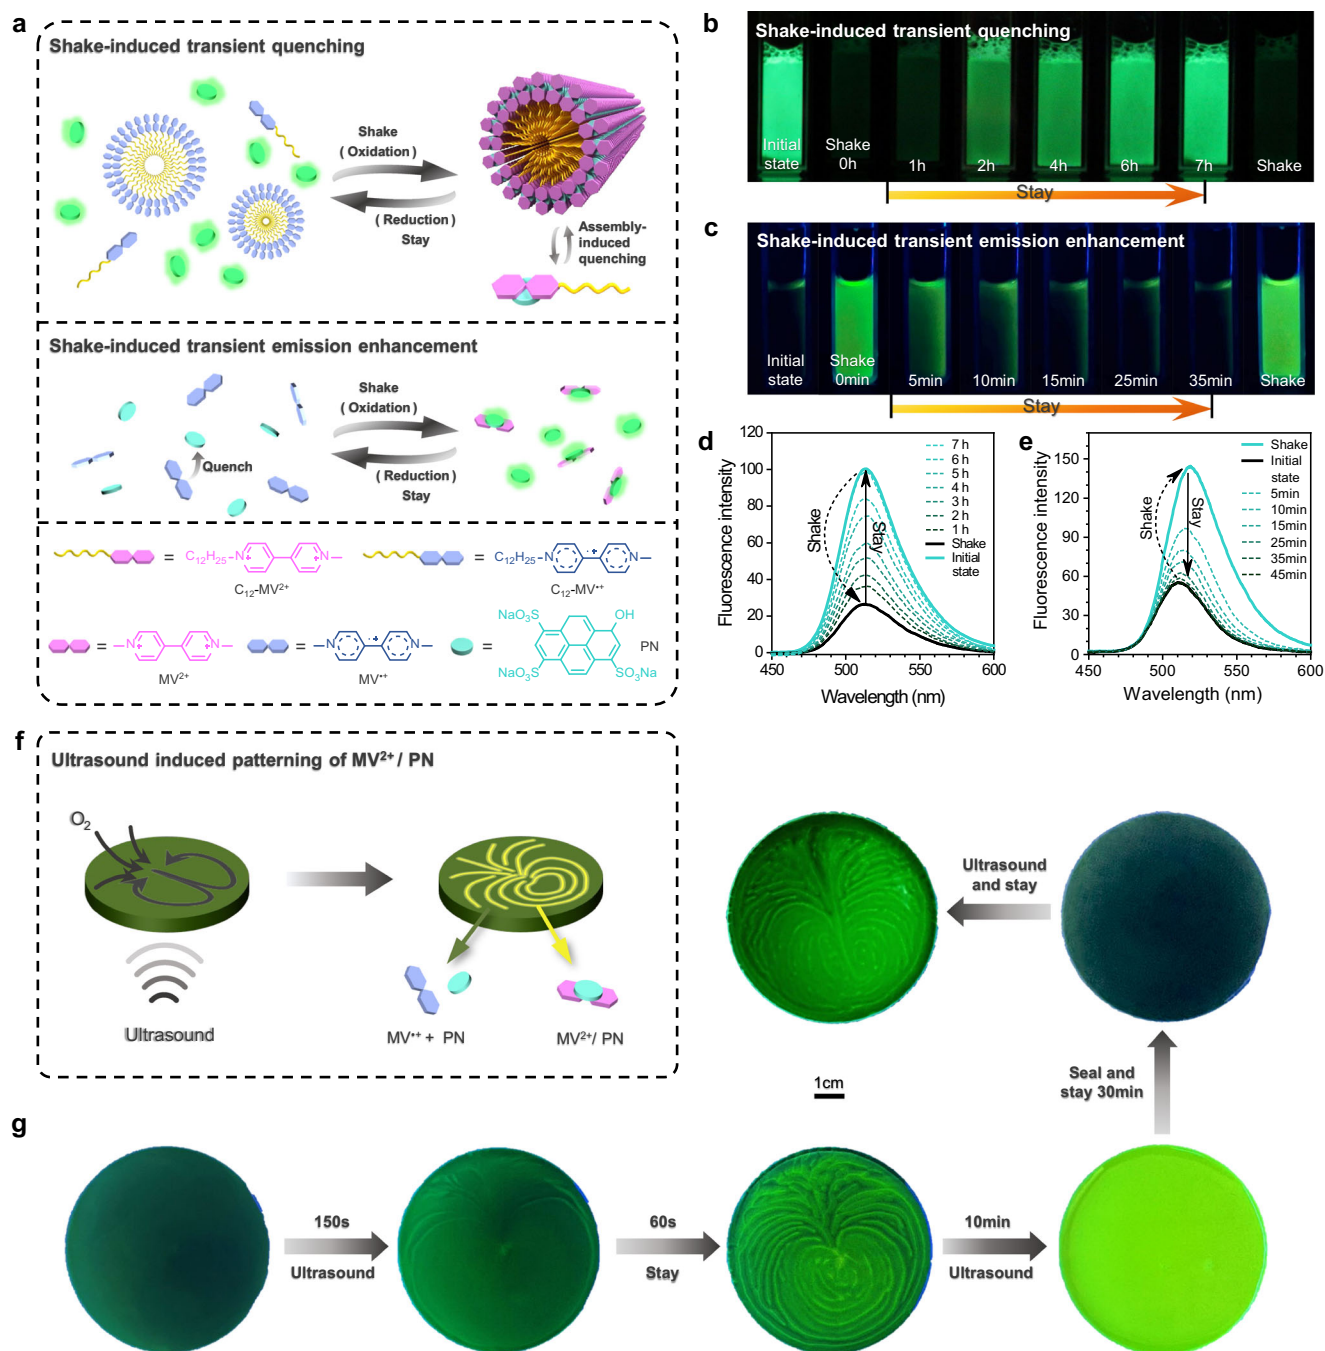 a
Shake-induced transient quenching
Shake
( Oxidation )
( Reduction )
Stay
Assembly-
induced
quenching
Shake-induced transient emission enhancement
Shake
( Oxidation )
( Reduction )
Stay
Quench
=
C12H25-N+
N+
C12-MV2+
=
C12H25-N
N
C12-MV•+
=
N+
N+
MV2+
=
N
N
MV•+
=
NaO3S
OH
NaO3S
SO3Na
PN
b
Shake-induced transient quenching
Initial
state
Shake
0h
1h
2h
4h
6h
7h
Shake
Stay
c
Shake-induced transient emission enhancement
Initial
state
Shake
0min
5min
10min
15min
25min
35min
Shake
Stay
d
Fluorescence intensity
120
100
80
60
40
20
0
450
500
550
600
Wavelength (nm)
Shake
Stay
7 h
6 h
5 h
4 h
3 h
2 h
1 h
Shake
Initial
state
e
Fluorescence intensity
150
120
90
60
30
0
450
500
550
600
Wavelength (nm)
Shake
Stay
Shake
Initial
state
5min
10min
15min
25min
35min
45min
f
Ultrasound induced patterning of MV2+ / PN
O2
Ultrasound
MV•+ + PN
MV2+/ PN
Ultrasound
and stay
1cm
Seal and
stay 30min
g
150s
Ultrasound
60s
Stay
10min
Ultrasound